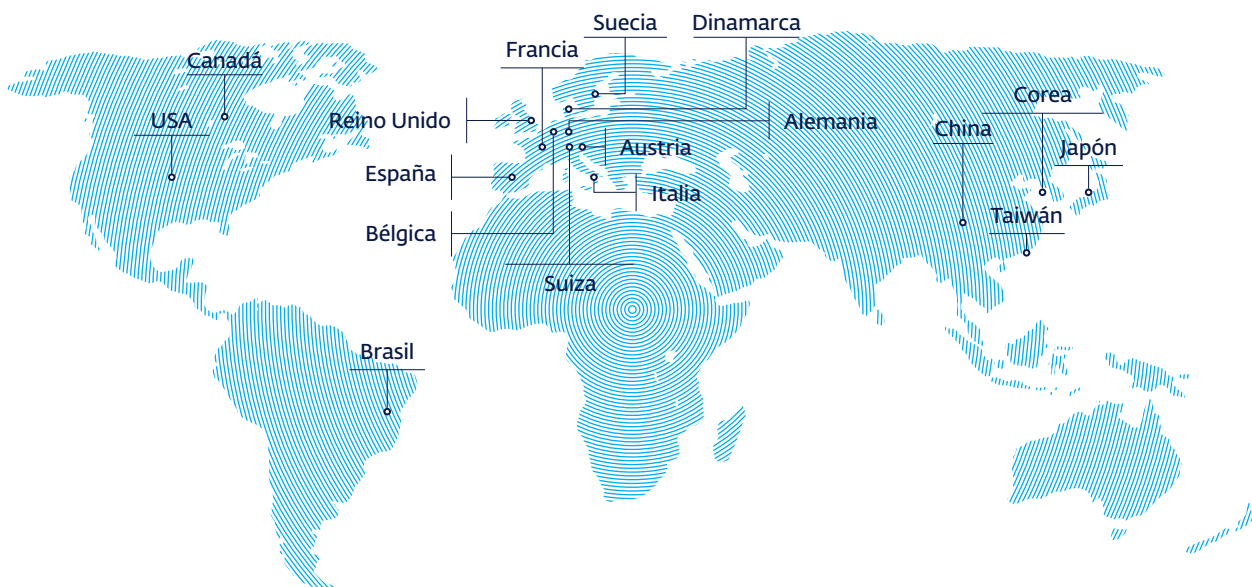 Suecia
Dinamarca
Francia
Canadá
Corea
USA
Reino Unido
Alemania
China
Austria
Japón
España
Italia
Taiwán
Bélgica
Suiza
Brasil